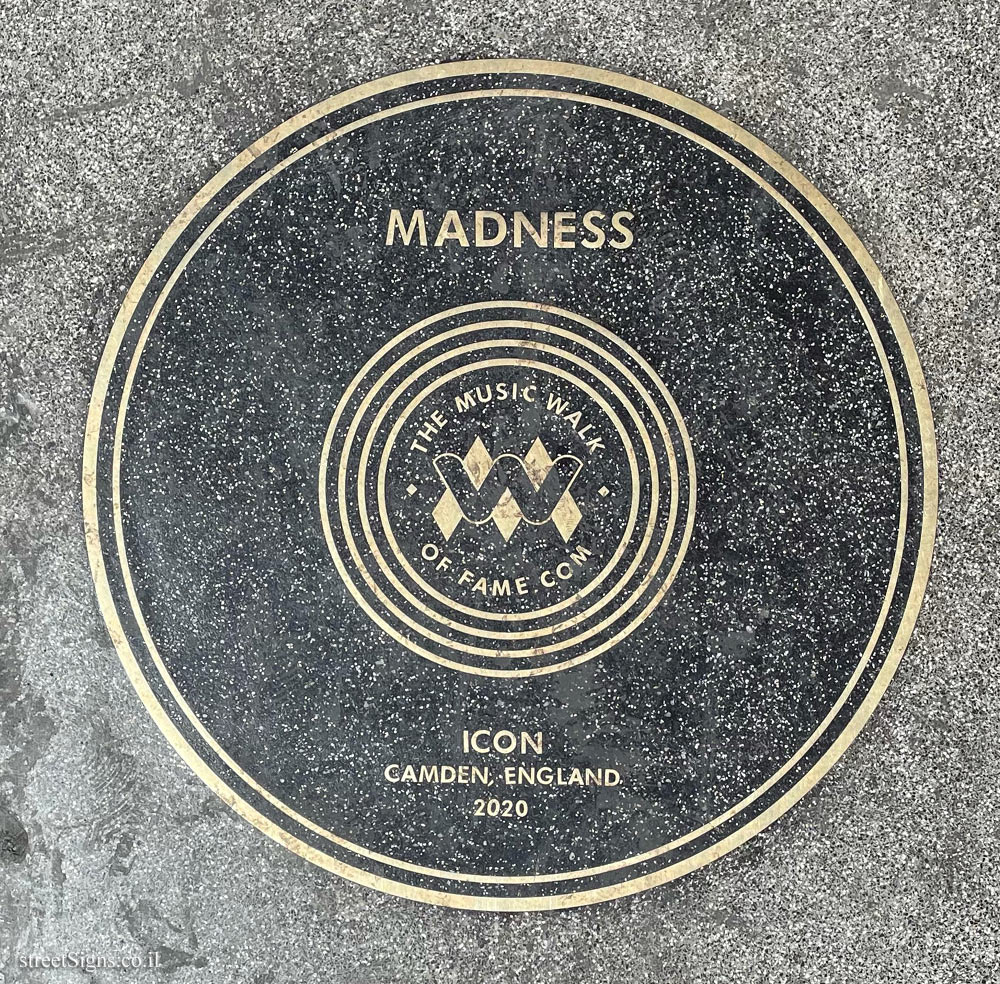 MADNESS
THE MUSIC WALK
W
OF FAME COM
ICON
CAMDEN, ENGLAND
2020
streetSigns.co.il